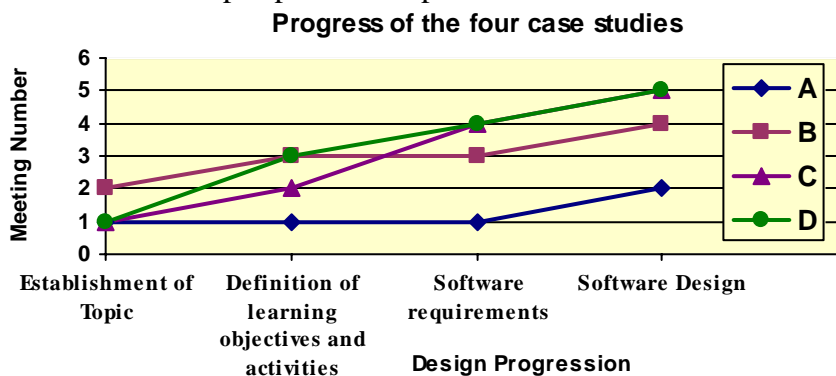 Progress of the four case studies
Meeting Number
6
5
4
3
2
1
0
A
B
C
D
Establishment of Topic
Definition of learning objectives and activities
Software requirements
Software Design
Design Progression